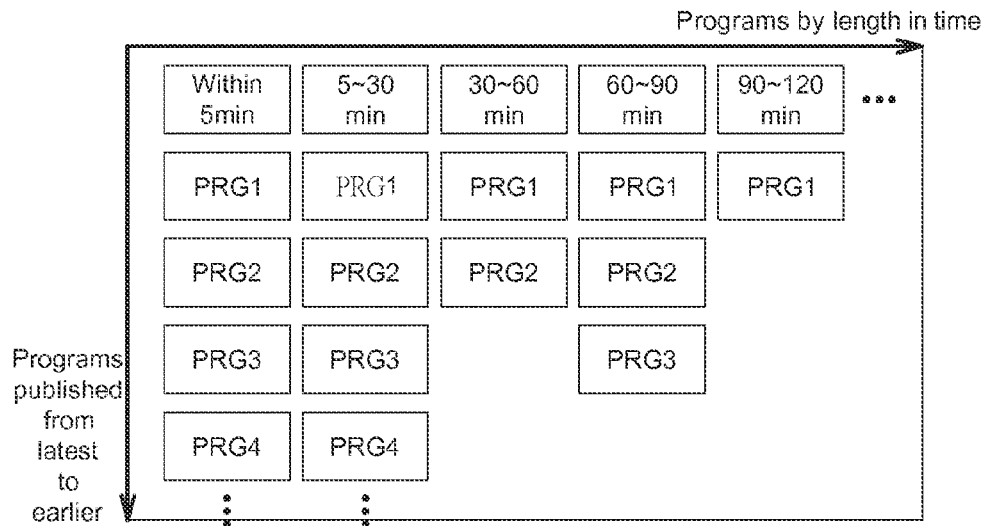 Programs by length in time
Within
5min
5~30
min
30~60
min
60~90
min
90~120
min
•••
PRG1
PRG1
PRG1
PRG1
PRG1
PRG2
PRG2
PRG2
PRG2
PRG3
PRG3
PRG3
PRG4
PRG4
Programs
published
from
latest
to
earlier